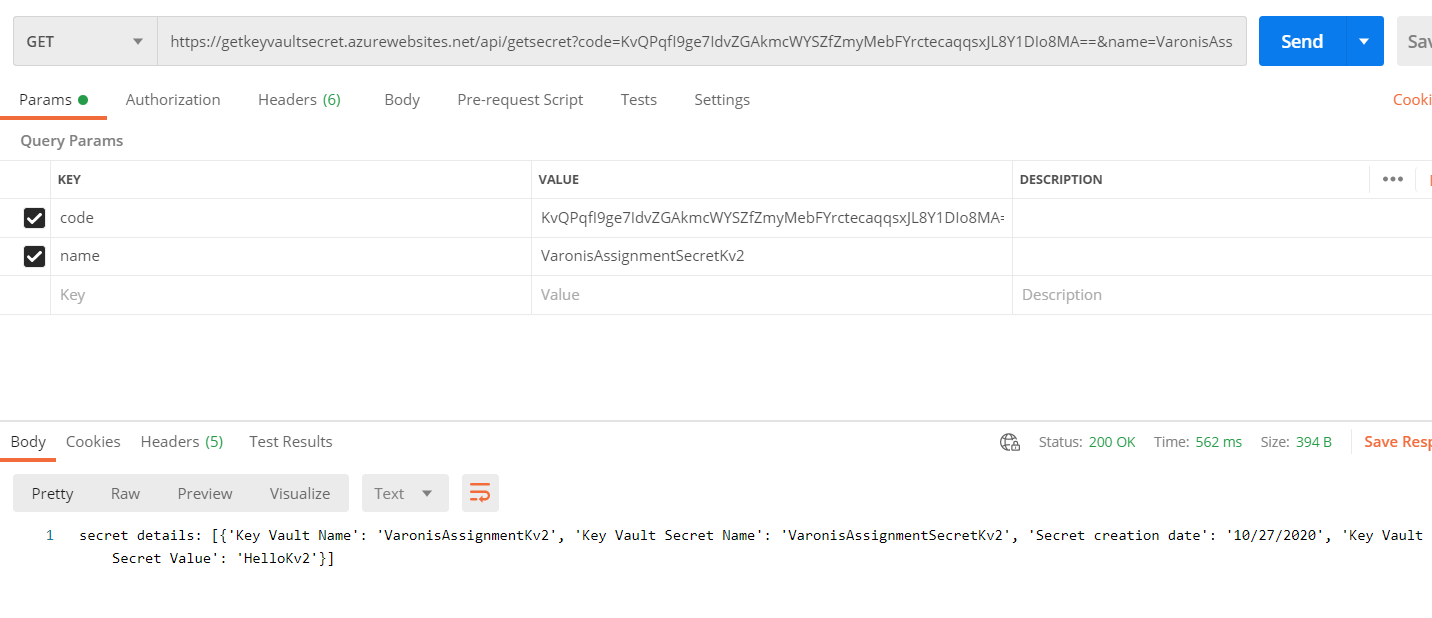 GET https://getkeyvaultsecret.azurewebsites.net/api/getsecret?code=KvQPqfI9ge7IdvZGAkmcWYSZfZmyMebFYrctecaqqsxJL8Y1DIo8MA==&name=VaronisAss Send Sav
Params Authorization Headers (6) Body Pre-request Script Tests Settings Cooki
Query Params
KEY VALUE DESCRIPTION •••
code KvQPqfI9ge7IdvZGAkmcWYSZfZmyMebFYrctecaqqsxJL8Y1DIo8MA=
name VaronisAssignmentSecretKv2
Key Value Description
Body Cookies Headers (5) Test Results Status: 200 OK Time: 562 ms Size: 394 B Save Resp
Pretty Raw Preview Visualize Text
1 secret details: [{'Key Vault Name': 'VaronisAssignmentKv2', 'Key Vault Secret Name': 'VaronisAssignmentSecretKv2', 'Secret creation date': '10/27/2020', 'Key Vault
Secret Value': 'HelloKv2'}]